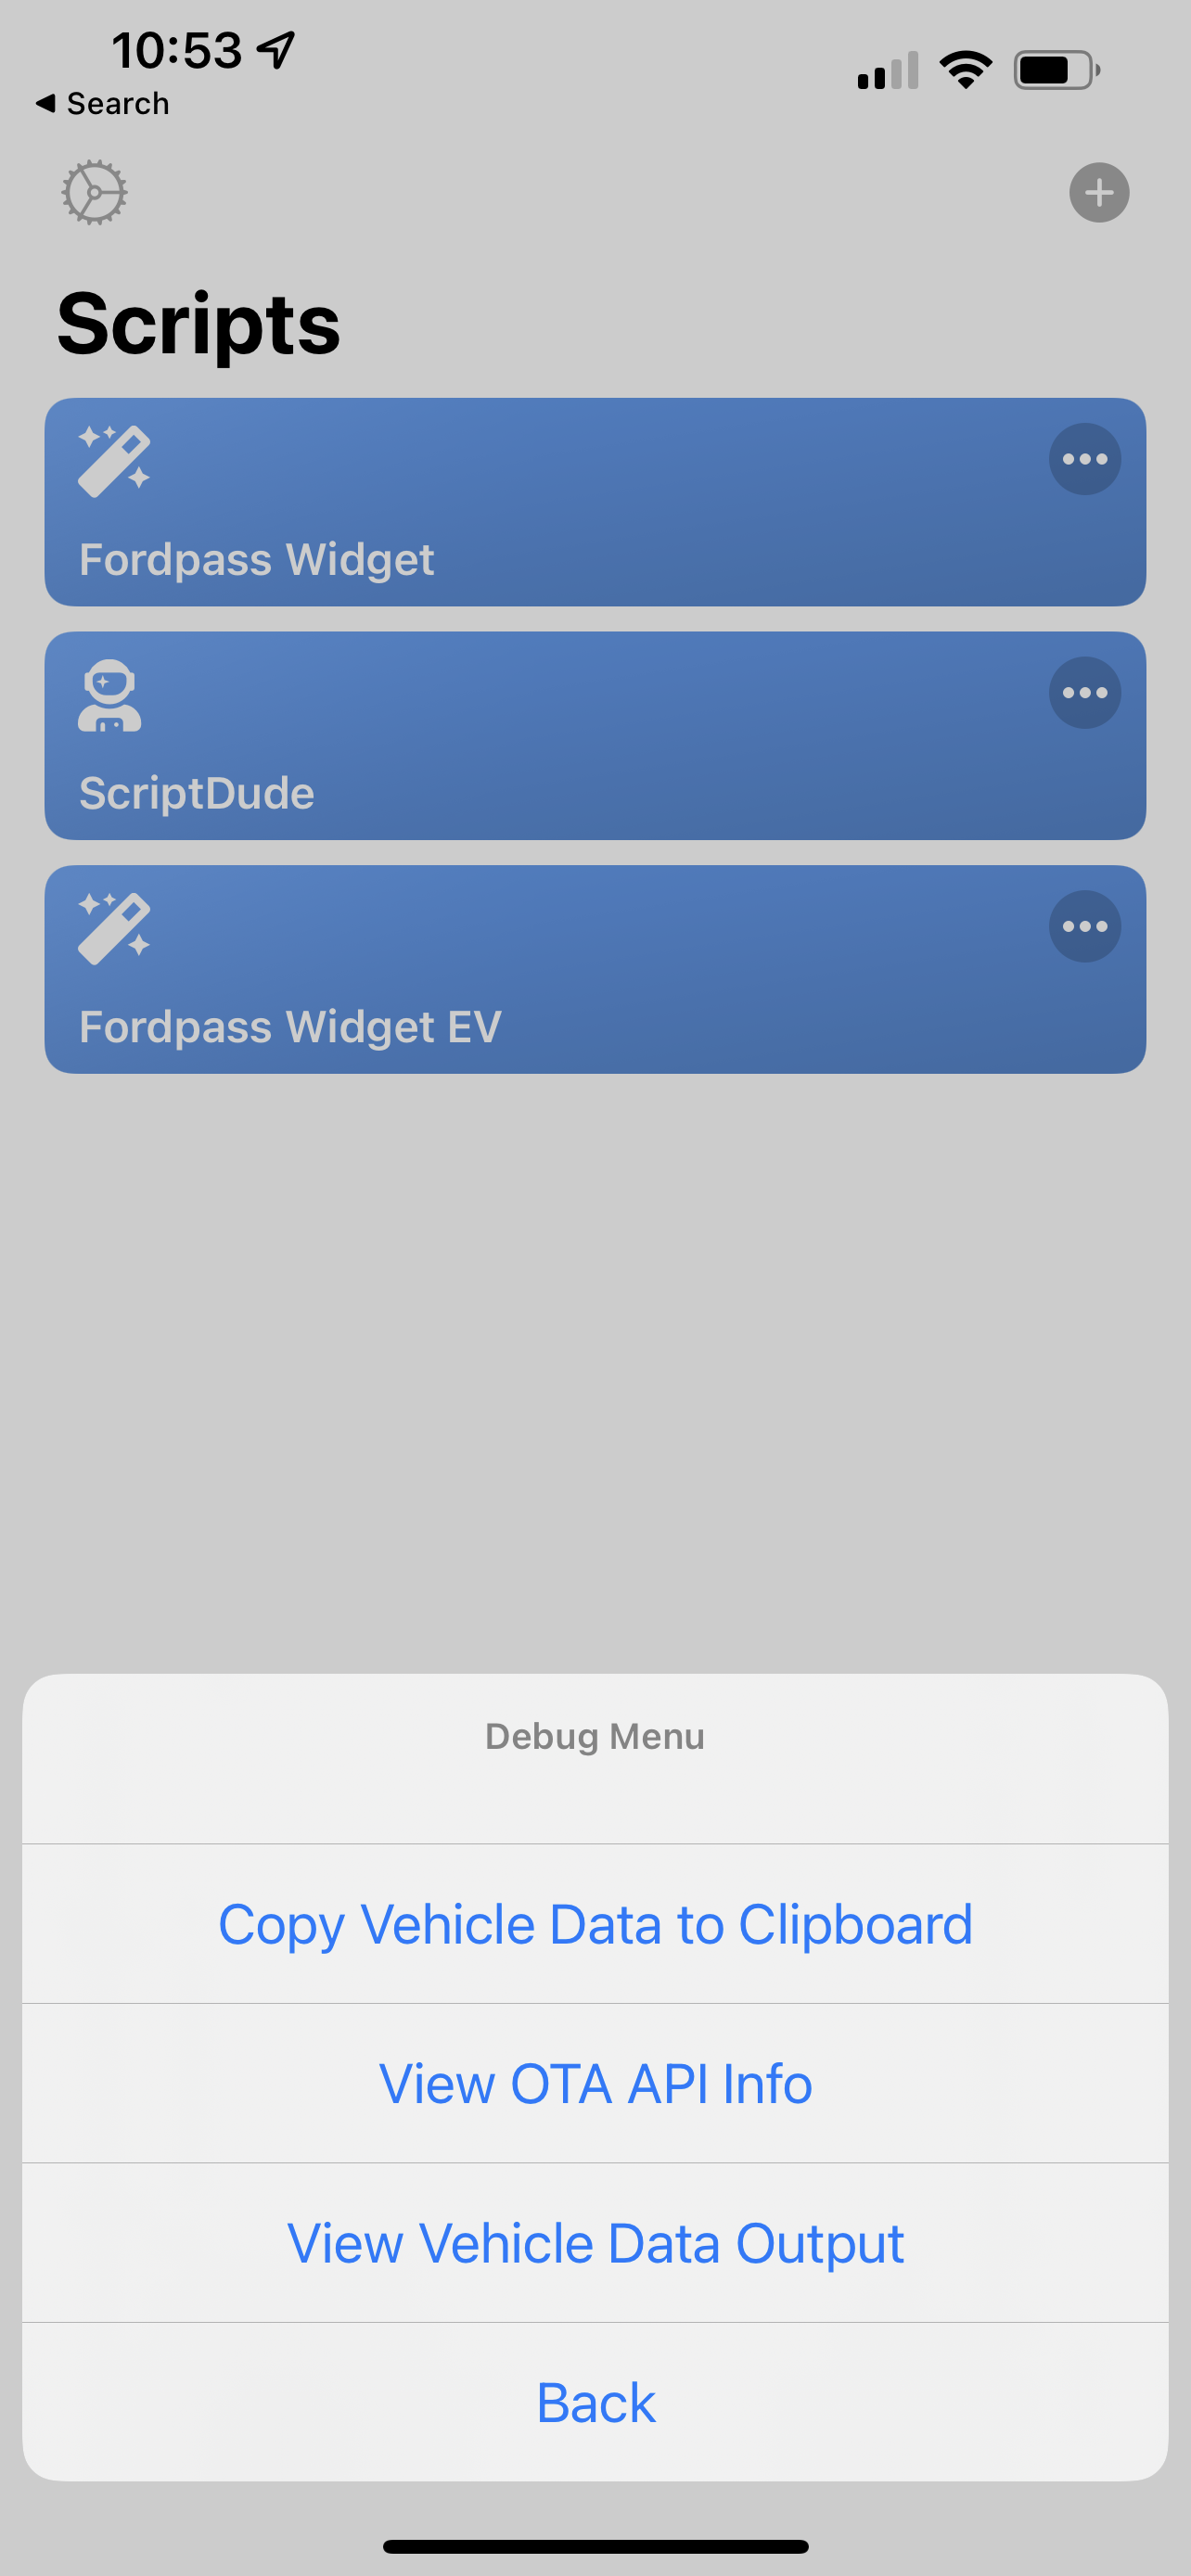 10:53
Search
Scripts
Fordpass Widget
ScriptDude
Fordpass Widget EV
Debug Menu
Copy Vehicle Data to Clipboard
View OTA API Info
View Vehicle Data Output
Back